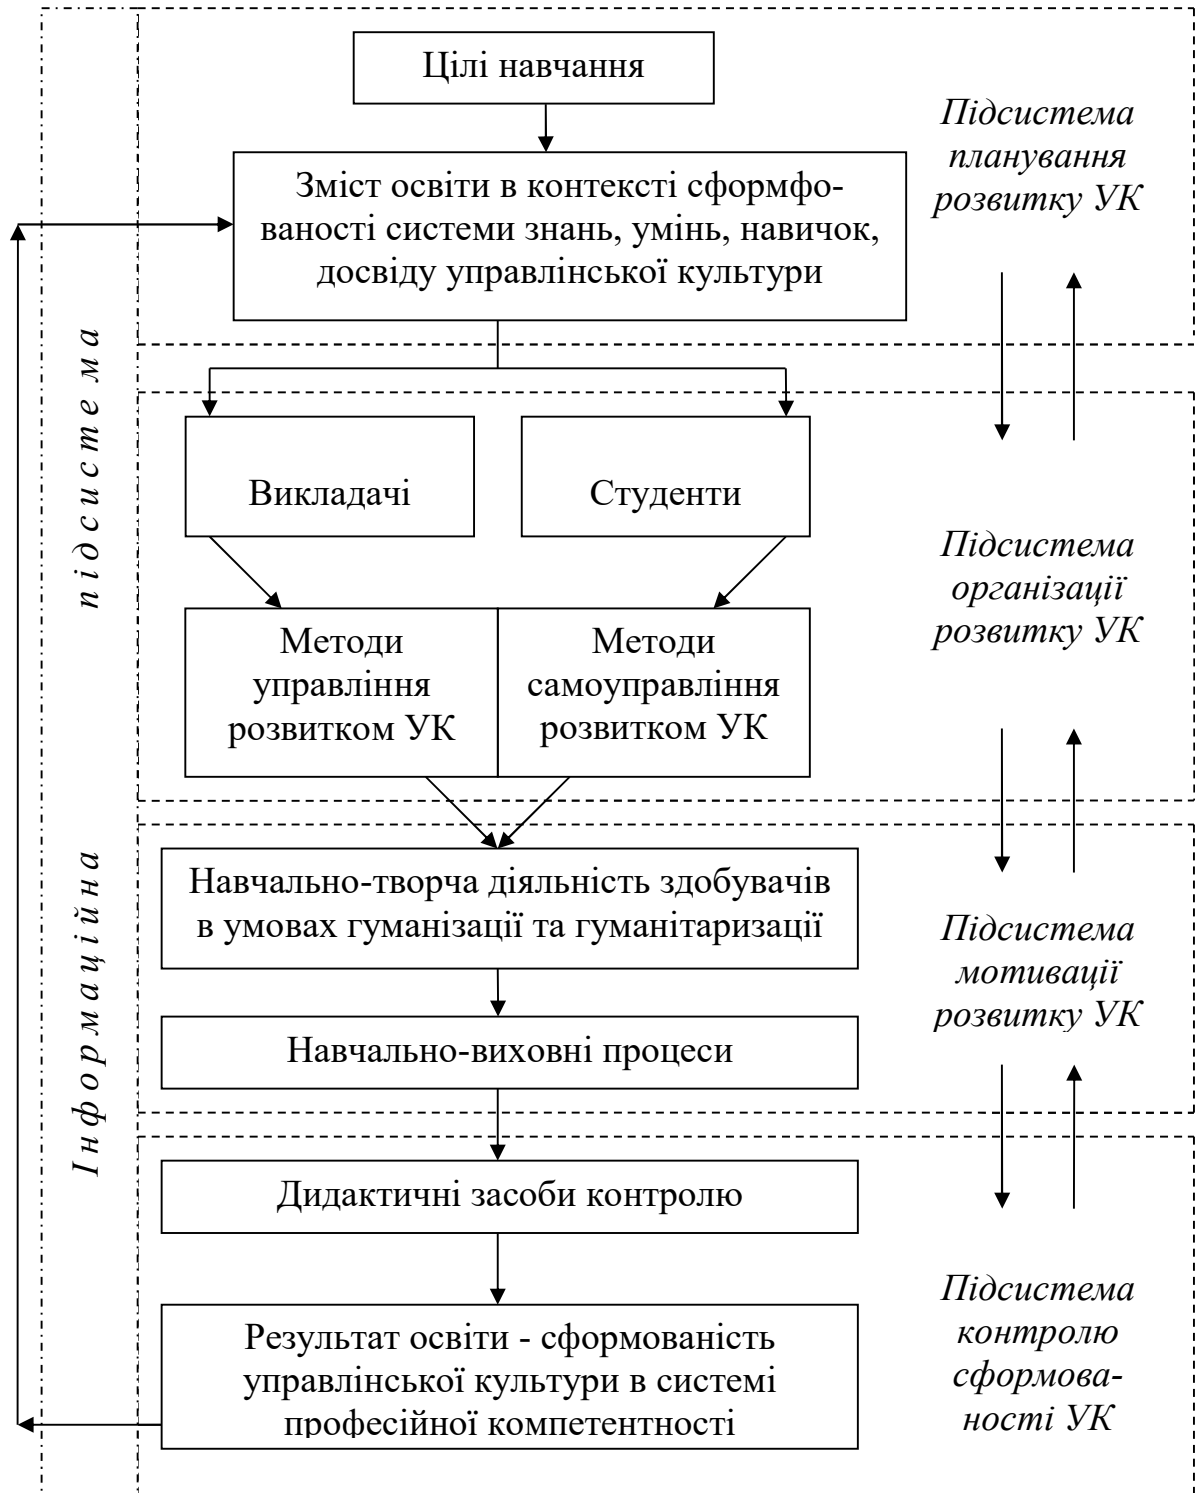 Цілі навчання
Підсистема
планування
розвитку УК
Зміст освіти в контексті сформфо-
ваності системи знань, умінь, навичок,
досвіду управлінської культури
Викладачі
Студенти
Підсистема
організації
розвитку УК
Методи
управління
розвитком УК
Методи
самоуправління
розвитком УК
Навчально-творча діяльність здобувачів
в умовах гуманізації та гуманітаризації
Підсистема
мотивації
розвитку УК
Навчально-виховні процеси
Дидактичні засоби контролю
Результат освіти - сформованість
управлінської культури в системі
професійної компетентності
Підсистема
контролю
сформова-
ності УК
Інформаційна підсистема